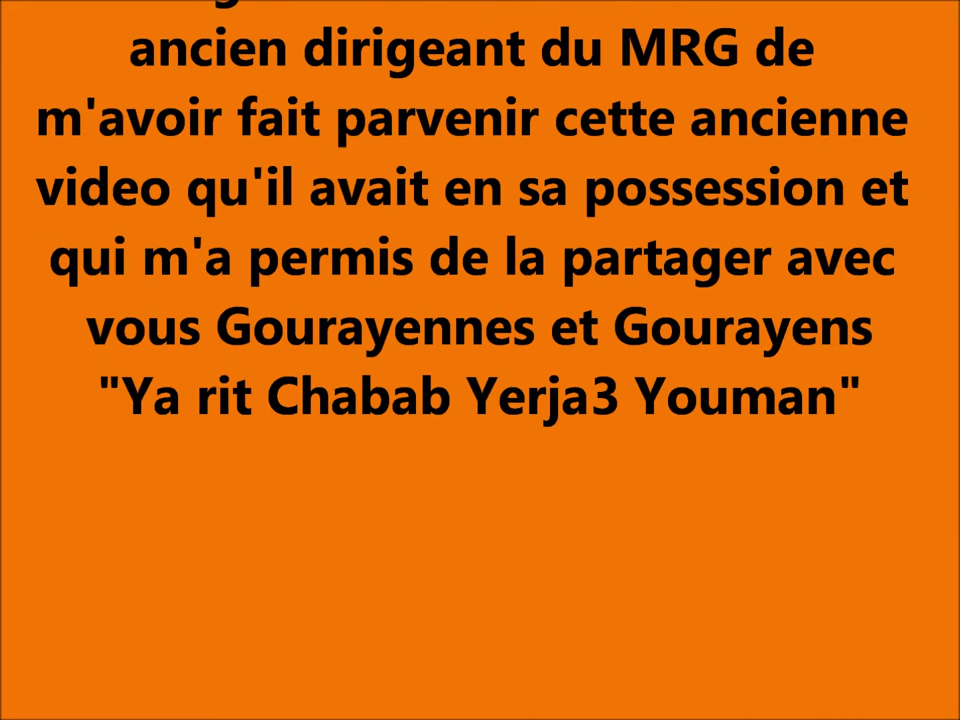 ancien dirigeant du MRG de
m'avoir fait parvenir cette ancienne
video qu'il avait en sa possession et
qui m'a permis de la partager avec
vous Gourayennes et Gourayens
"Ya rit Chabab Yerja3 Youman"